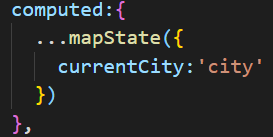 computed:{
...mapState({
currentCity:'city'
})
},